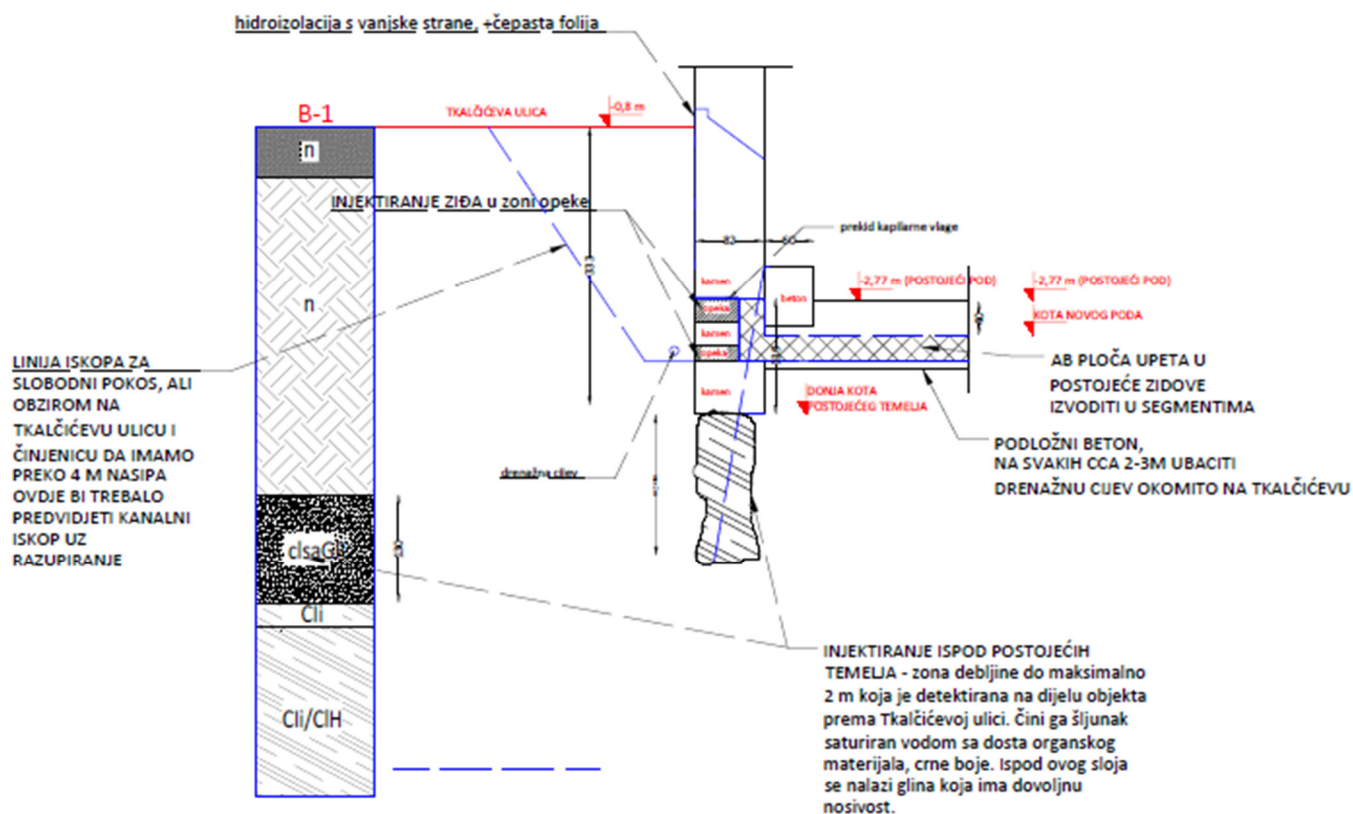 hidroizolacija s vanjske strane, +čepasta folija
B-1
TKALČIĆEVA ULICA
-0,8 m
n
INJEKTIRANJE ZIĐA u zoni opeke
prekid kapilarne vlage
82
60
333
n
kamen
opeka
kamen
opeka
kamen
beton
-2,77 m (POSTOJEĆI POD)
-2,77 m (POSTOJEĆI POD)
KOTA NOVOG PODA
LINIJA ISKOPA ZA
SLOBODNI POKOS, ALI
OBZIROM NA
TKALČIĆEVU ULICU I
ČINJENICU DA IMAMO
PREKO 4 M NASIPA
OVDJE BI TREBALO
PREDVIDJETI KANALNI
ISKOP UZ
RAZUPIRANJE
AB PLOČA UPETA U
POSTOJEĆE ZIDOVE
IZVODITI U SEGMENTIMA
DONJA KOTA
POSTOJEĆEG TEMELJA
PODLOŽNI BETON,
NA SVAKIH CCA 2-3M UBACITI
DRENAŽNU CIJEV OKOMITO NA TKALČIĆEVU
drenažna cijev
clsaGr
Cli
Cli/ClH
INJEKTIRANJE ISPOD POSTOJEĆIH
TEMELJA - zona debljine do maksimalno
2 m koja je detektirana na dijelu objekta
prema Tkalčićevoj ulici. Čini ga šljunak
saturiran vodom sa dosta organskog
materijala, crne boje. Ispod ovog sloja
se nalazi glina koja ima dovoljnu
nosivost.